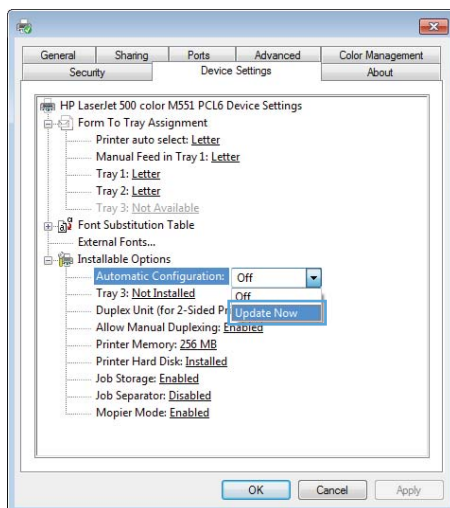 General Sharing Ports Advanced Color Management
Security Device Settings About
HP LaserJet 500 color M551 PCL6 Device Settings
Form To Tray Assignment
Printer auto select: Letter
Manual Feed in Tray 1: Letter
Tray 1: Letter
Tray 2: Letter
Tray 3: Not Available
Font Substitution Table
External Fonts...
Installable Options
Automatic Configuration: Off
Tray 3: Not Installed Off
Duplex Unit (for 2-Sided Update Now
Allow Manual Duplexing: Enabled
Printer Memory: 256 MB
Printer Hard Disk: Installed
Job Storage: Enabled
Job Separator: Disabled
Mopier Mode: Enabled
OK Cancel Apply